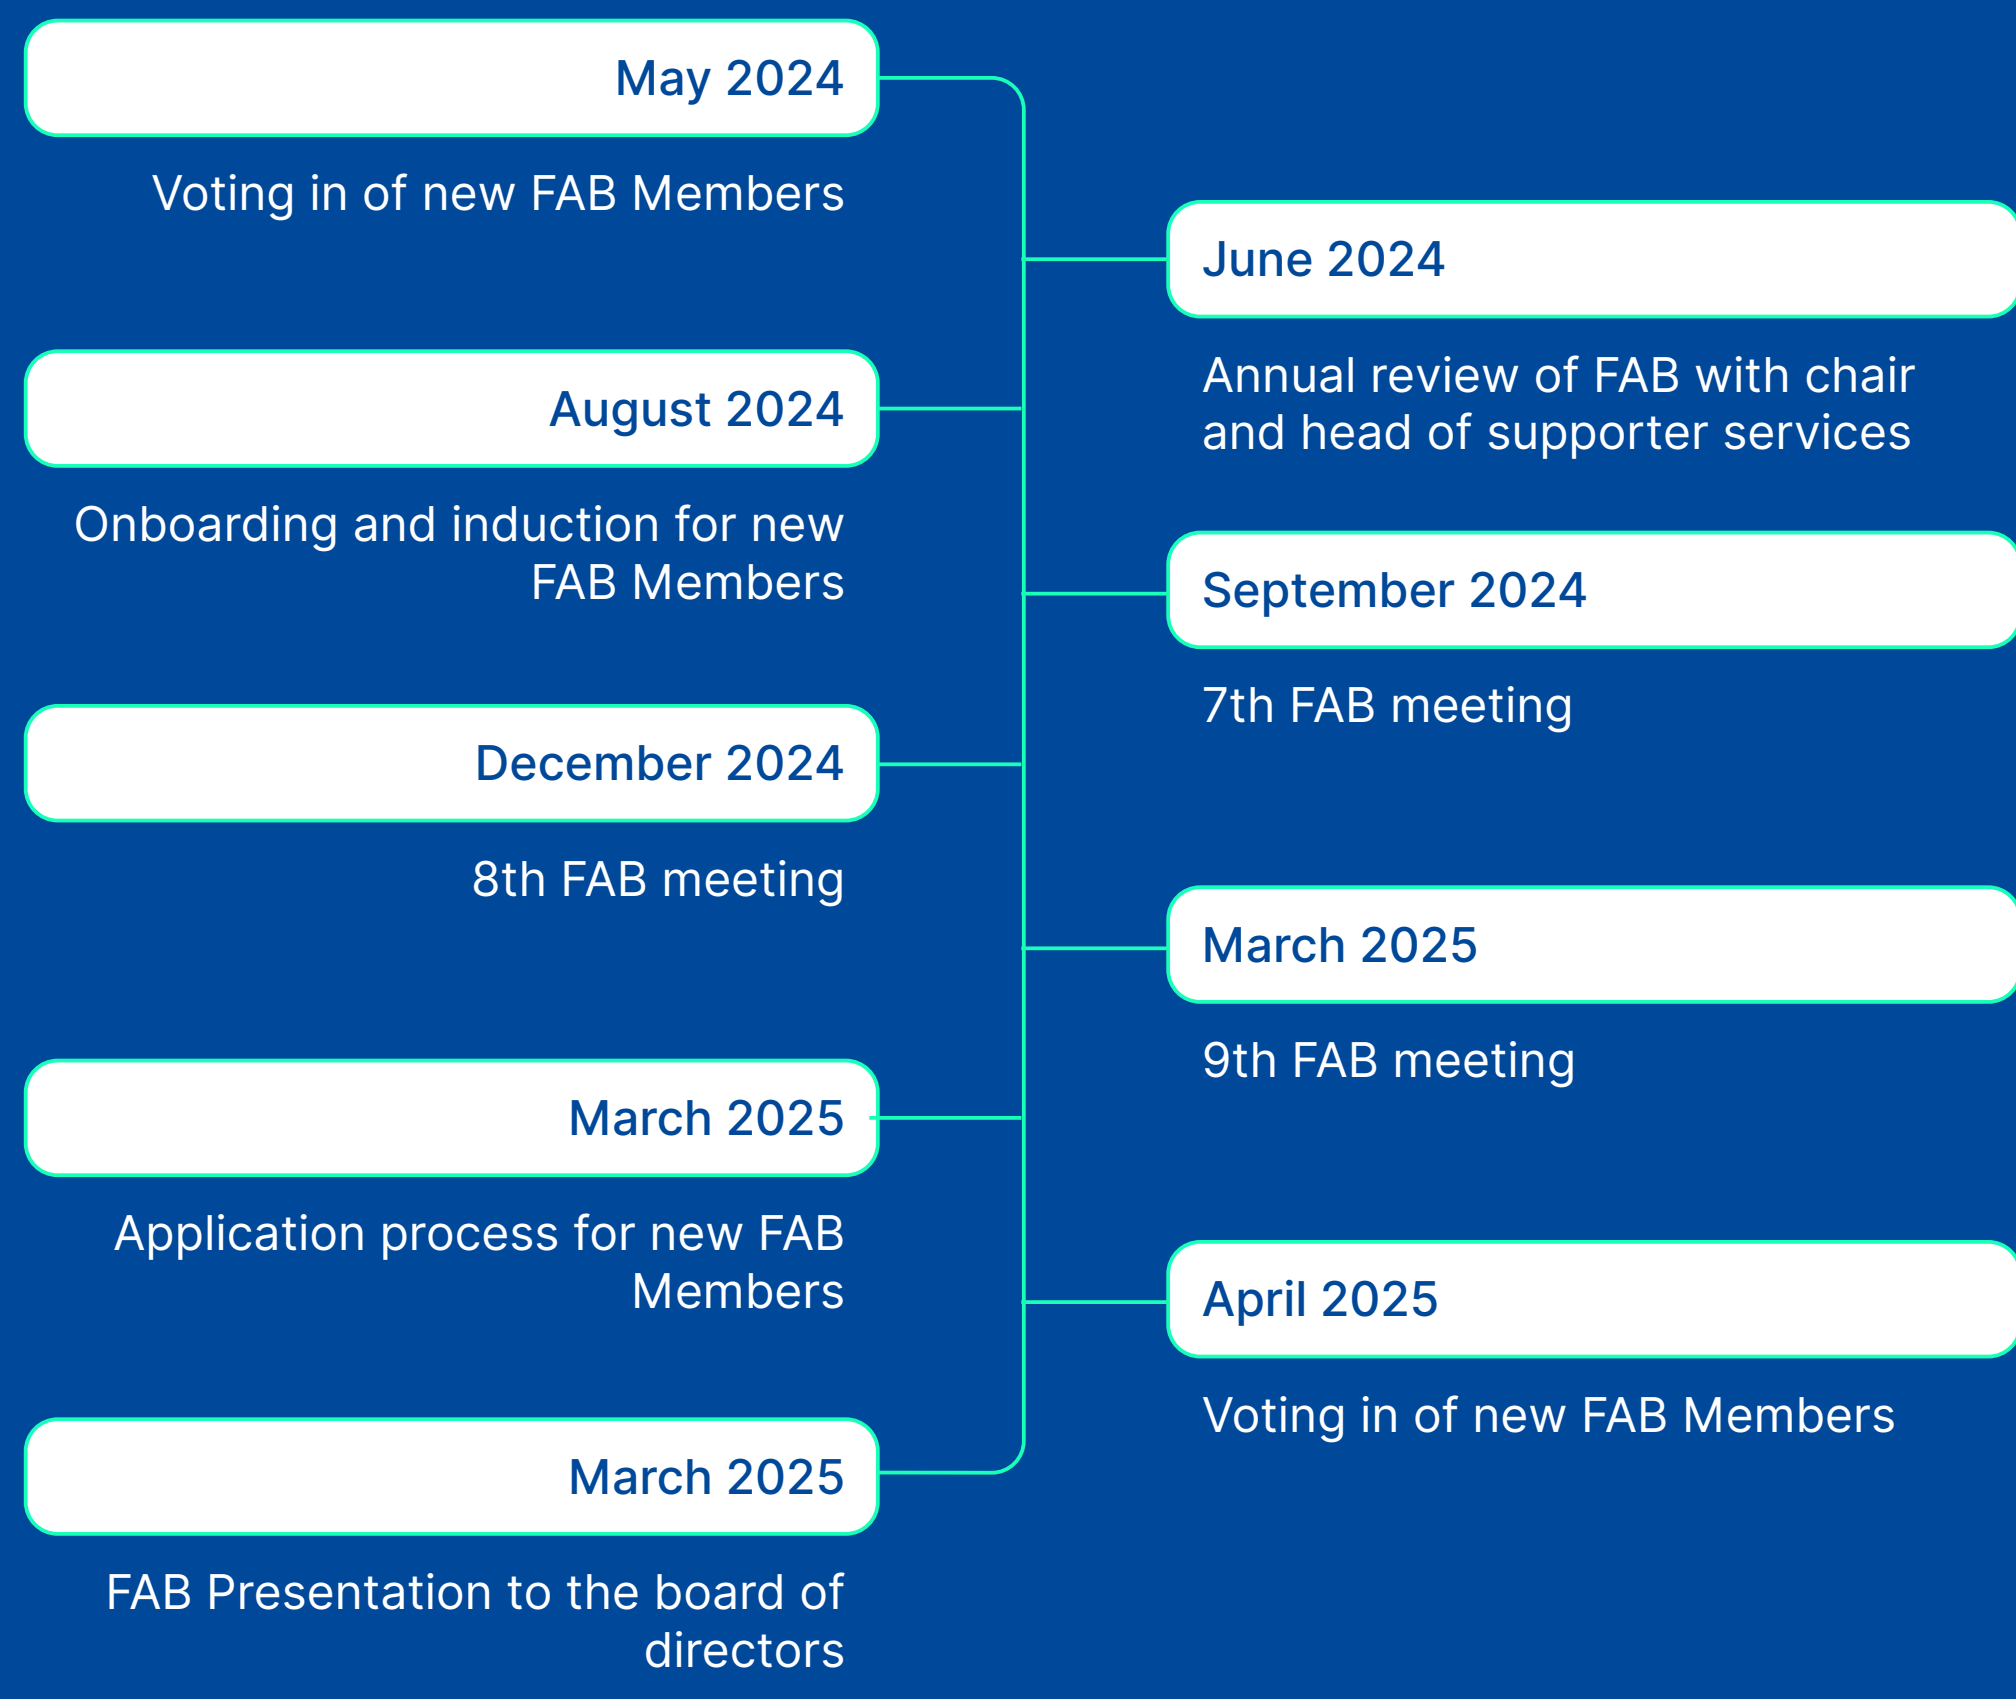 May 2024
Voting in of new FAB Members
June 2024
Annual review of FAB with chair
and head of supporter services
August 2024
Onboarding and induction for new
FAB Members
September 2024
7th FAB meeting
December 2024
8th FAB meeting
March 2025
9th FAB meeting
March 2025
Application process for new FAB
Members
April 2025
Voting in of new FAB Members
March 2025
FAB Presentation to the board of
directors